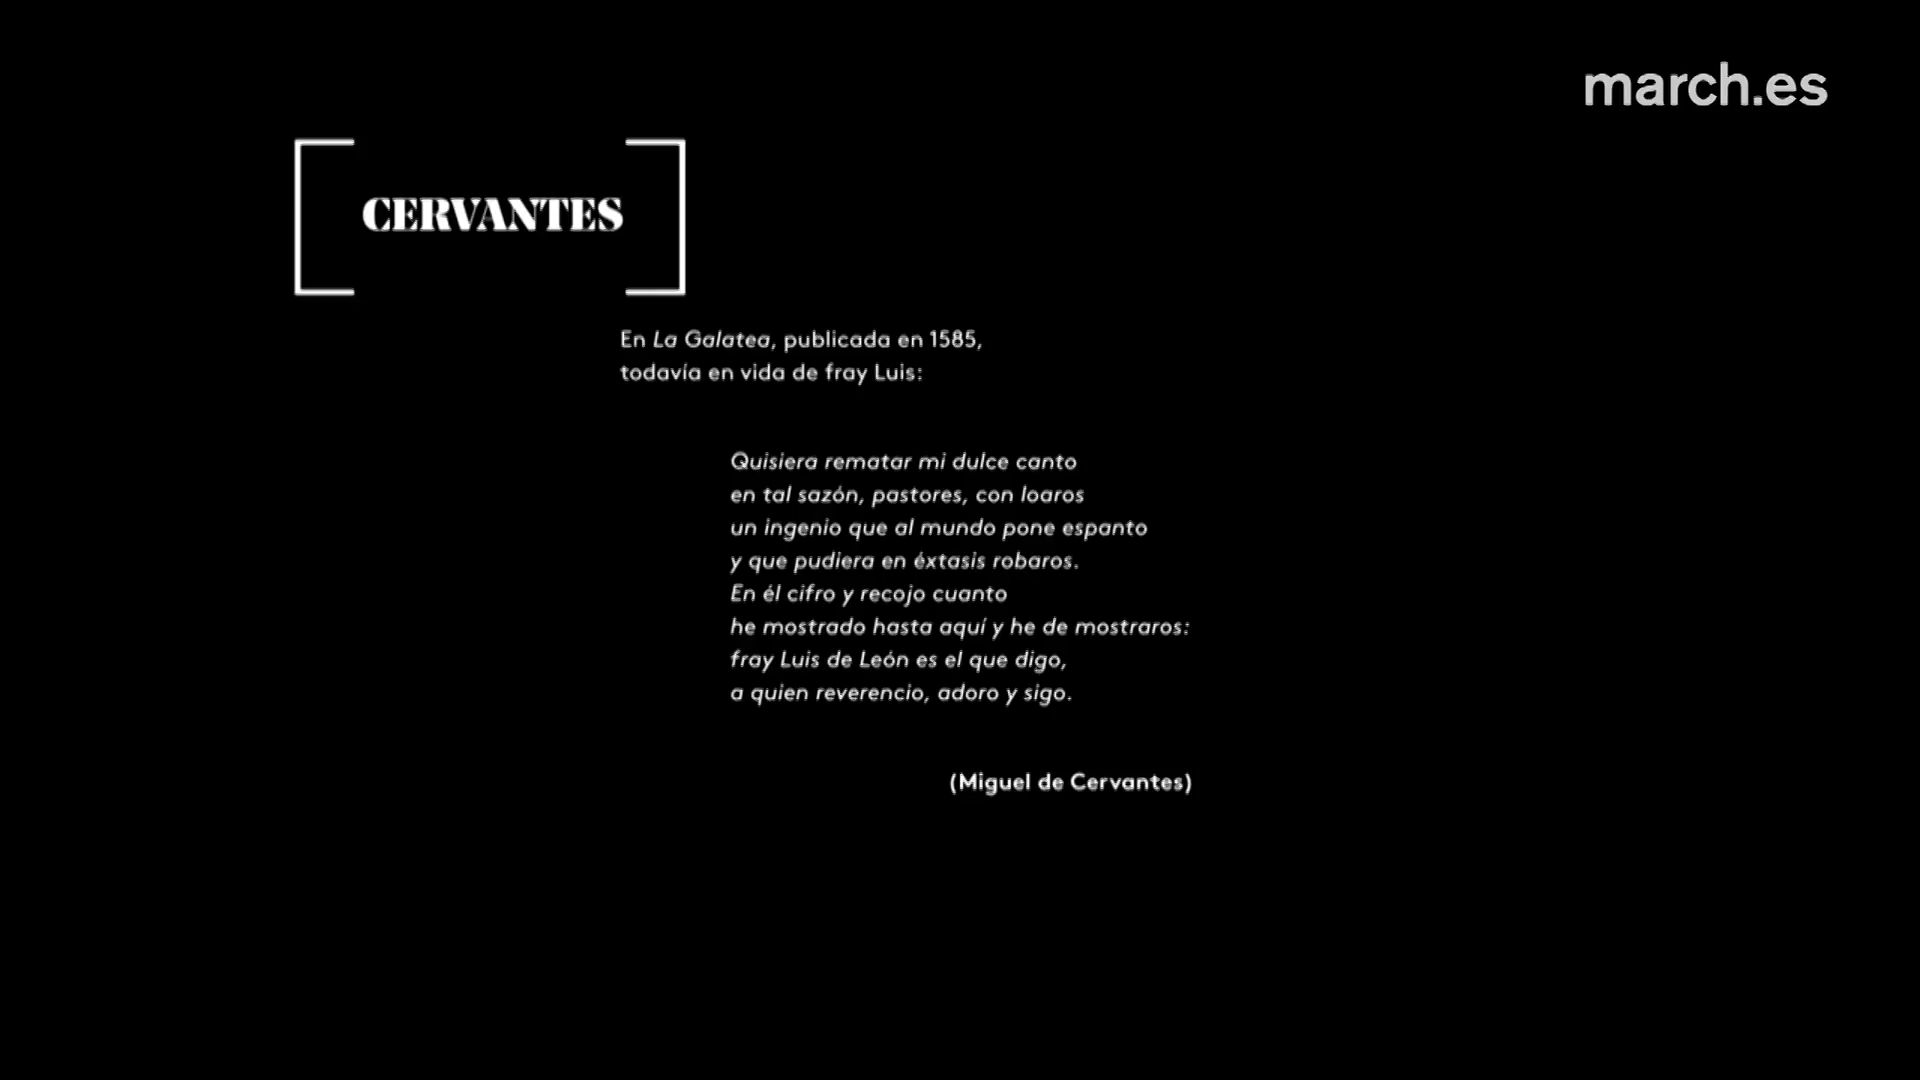 march.es
CERVANTES
En La Galatea, publicada en 1585,
todavía en vida de fray Luis:
Quisiera rematar mi dulce canto
en tal sazón, pastores, con loaros
un ingenio que al mundo pone espanto
y que pudiera en éxtasis robaros.
En él cifro y recojo cuanto
he mostrado hasta aquí y he de mostraros:
fray Luis de León es el que digo,
a quien reverencio, adoro y sigo.
(Miguel de Cervantes)